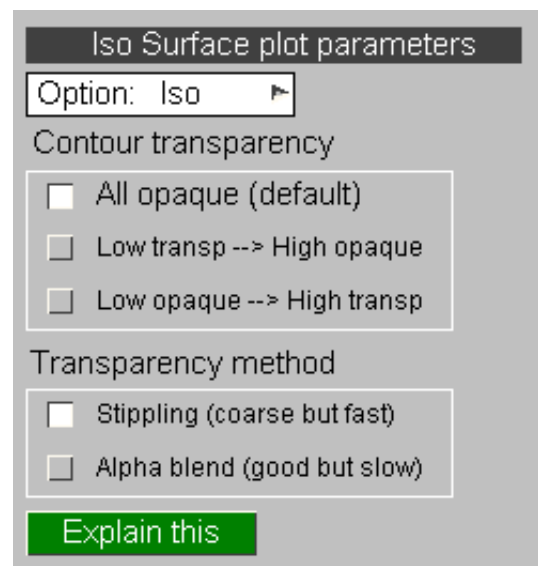 Iso Surface plot parameters
Option: Iso
Contour transparency
All opaque (default)
Low transp --> High opaque
Low opaque --> High transp
Transparency method
Stippling (coarse but fast)
Alpha blend (good but slow)
Explain this